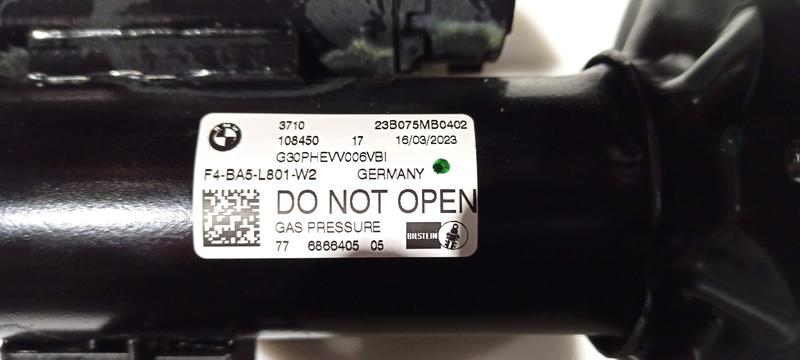 3710 23B075MB0402
108450 17 16/03/2023
G30PHEVV006VBI
F4-BA5-L801-W2 GERMANY
DO NOT OPEN
GAS PRESSURE
77 6866405 05 BILSTEIN